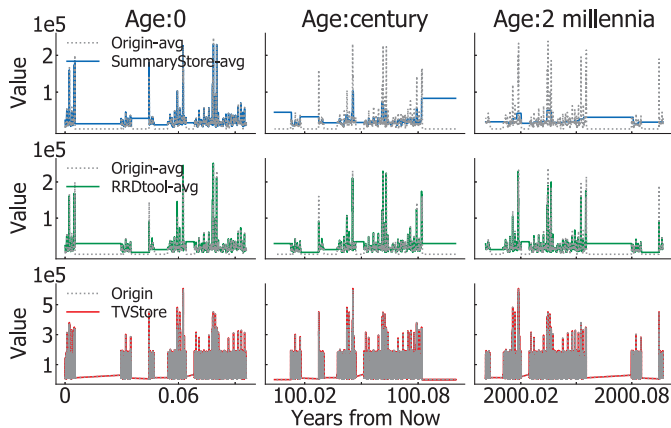 Age:0 Age:century Age:2 millennia
1e5
Origin-avg
SummaryStore-avg
Value
2
1
1e5
Origin-avg
RRDtool-avg
Value
2
1
1e5
Origin
TVStore
Value
5
3
1
0 0.06 100.02 100.08 2000.02 2000.08
Years from Now